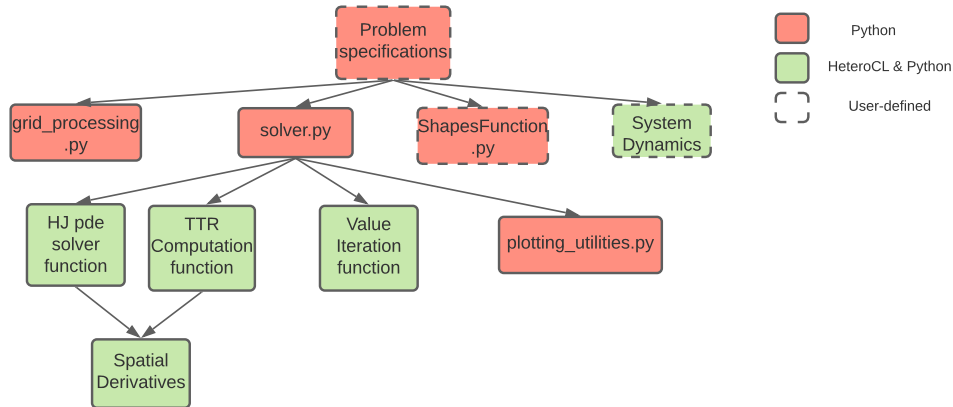 Problem
specifications
Python
HeteroCL & Python
User-defined
grid_processing
.py
solver.py
ShapesFunction
.py
System
Dynamics
HJ pde
solver
function
TTR
Computation
function
Value
Iteration
function
plotting_utilities.py
Spatial
Derivatives